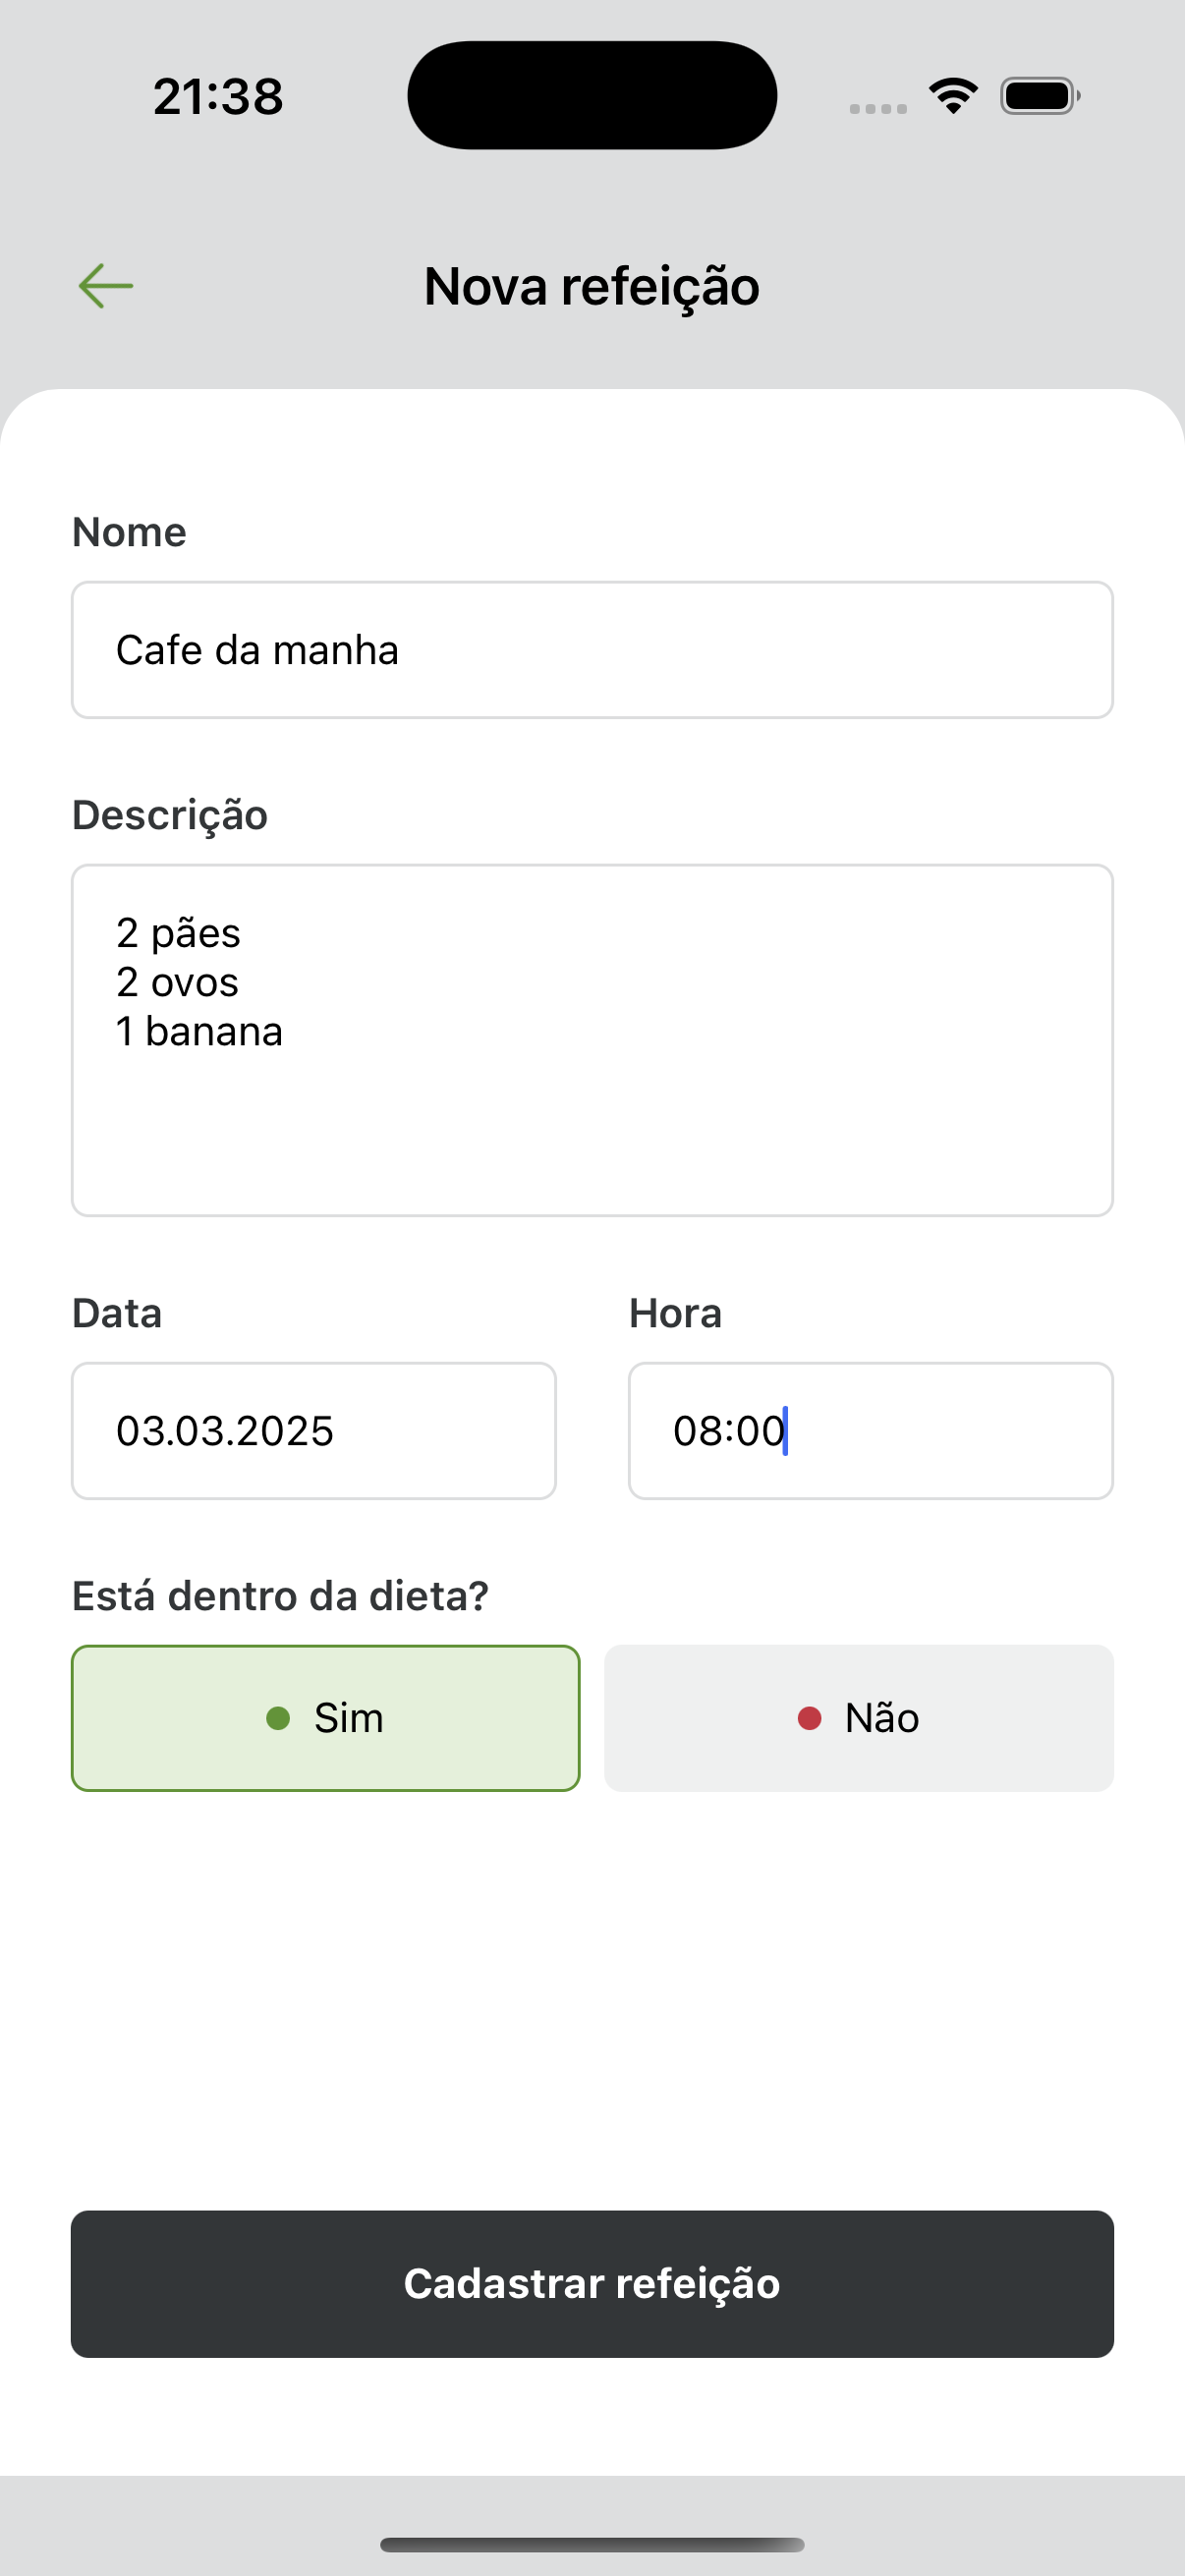 21:38
Nova refeição
Nome
Cafe da manha
Descrição
2 pães
2 ovos
1 banana
Data
Hora
03.03.2025
08:00
Está dentro da dieta?
Sim
Não
Cadastrar refeição